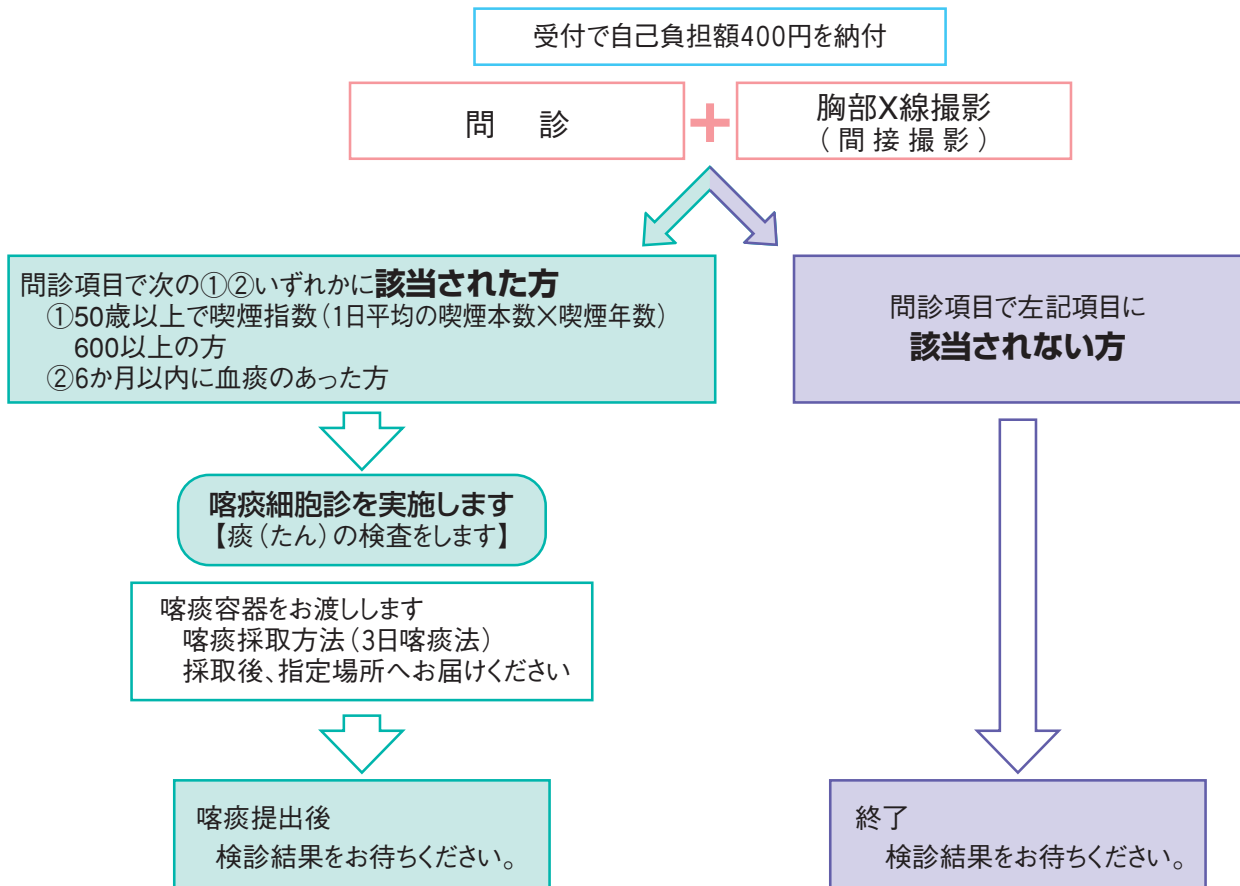 受付で自己負担額400円を納付
問 診
胸部X線撮影
(間接撮影)
問診項目で次の①②いずれかに該当された方
①50歳以上で喫煙指数(1日平均の喫煙本数×喫煙年数)
600以上の方
②6か月以内に血痰のあった方
問診項目で左記項目に
該当されない方
喀痰細胞診を実施します
【痰(たん)の検査をします】
喀痰容器をお渡しします
喀痰採取方法(3日喀痰法)
採取後、指定場所へお届けください
喀痰提出後
検診結果をお待ちください。
終了
検診結果をお待ちください。